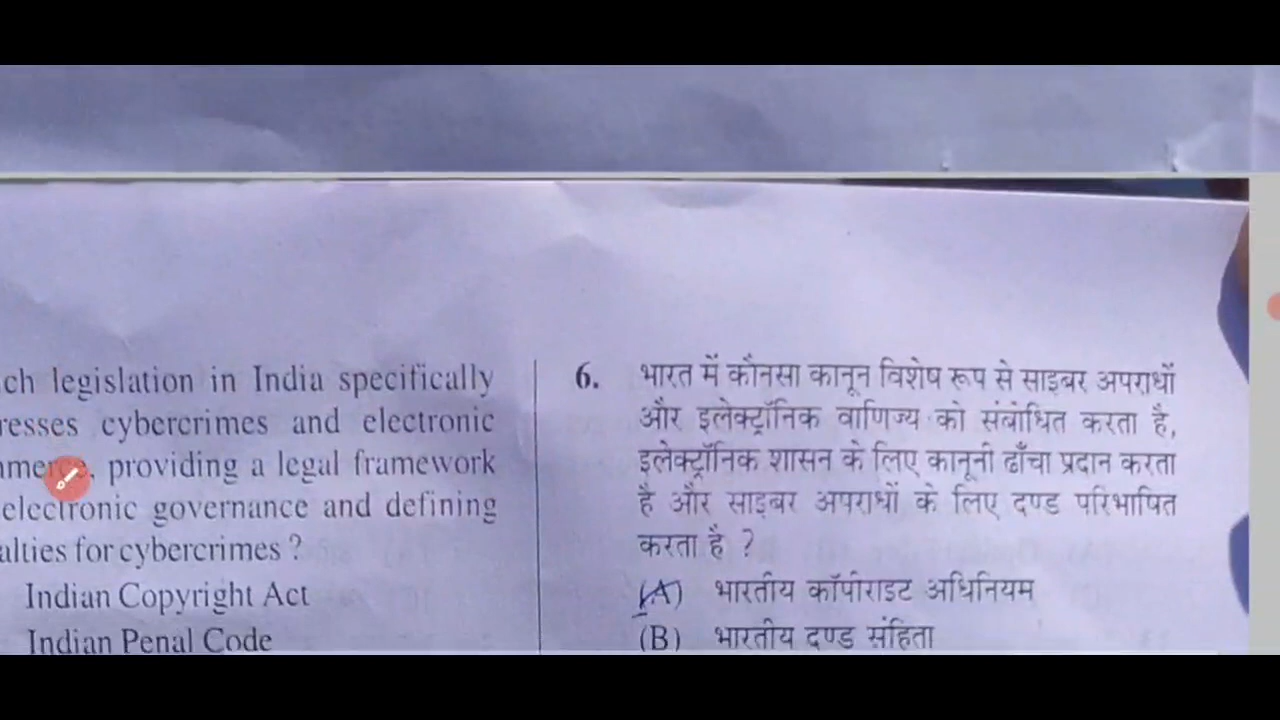 ch legislation in India specifically
resses cybercrimes and electronic
providing a legal framework
electronic governance and defining
alties for cybercrimes ?
Indian Copyright Act
Indian Penal Code
6. भारत में कौनसा कानून विशेष रूप से साइबर अपराधों
और इलेक्ट्रॉनिक वाणिज्य को संबोधित करता है,
इलेक्ट्रॉनिक शासन के लिए कानूनी ढाँचा प्रदान करता
है और साइबर अपराधों के लिए दण्ड परिभाषित
करता है ?
(A) भारतीय कॉपीराइट अधिनियम
(B) भारतीय दण्ड संहिता